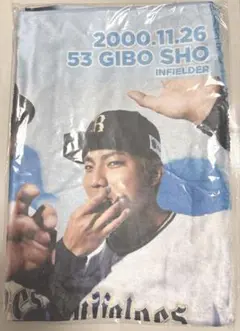 2000.11.26
53 GIBO SHO
INFIELDER
B